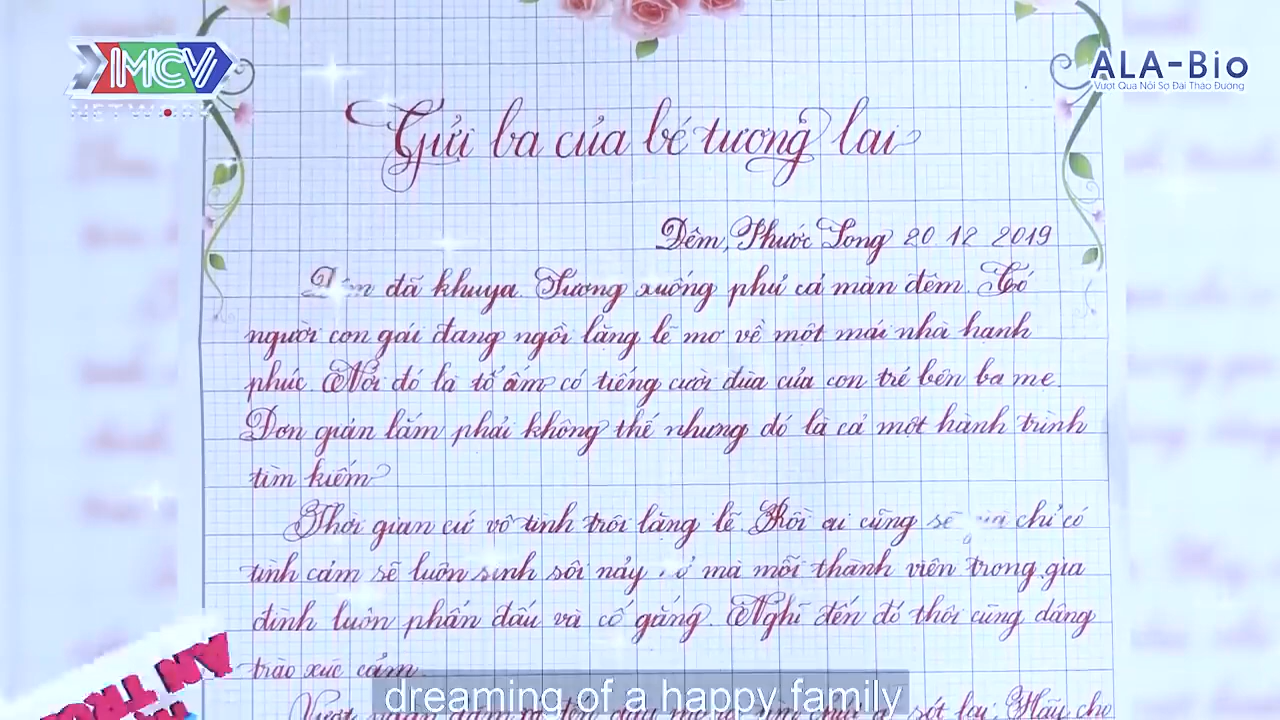 MCV
NETWORK
ALA-Bio
Vượt Qua Nỗi Sợ Đái Tháo Đường
Gửi ba của bé tương lai
Đêm, Phước Long 20 12 2019
Đêm đã khuya. Sương xuống phủ cả màn đêm. Có
người con gái đang ngồi lặng lẽ mơ về một mái nhà hạnh
phúc. Nơi đó là tổ ấm có tiếng cười đùa của con trẻ bên ba mẹ.
Đơn giản lắm phải không thế nhưng đó là cả một hành trình
tìm kiếm
Thời gian cứ vô tình trôi lặng lẽ. Rồi ai cũng sẽ già chỉ có
tình cảm sẽ luôn sinh sôi nảy nở mà mỗi thành viên trong gia
đình luôn phấn đấu và cố gắng. Nghĩ đến đó thôi cũng dâng
trào xúc cảm.
lại. Hãy cho
dreaming of a happy family